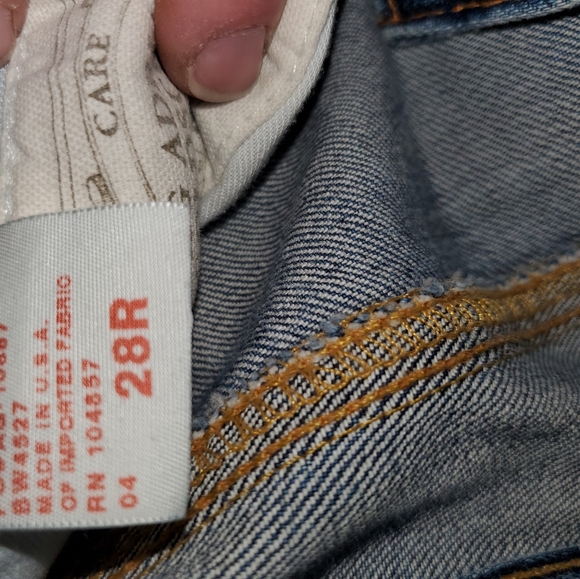 CARE
BW4527
MADE IN U.S.A.
OF IMPORTED FABRIC
RN 104857
04 28R